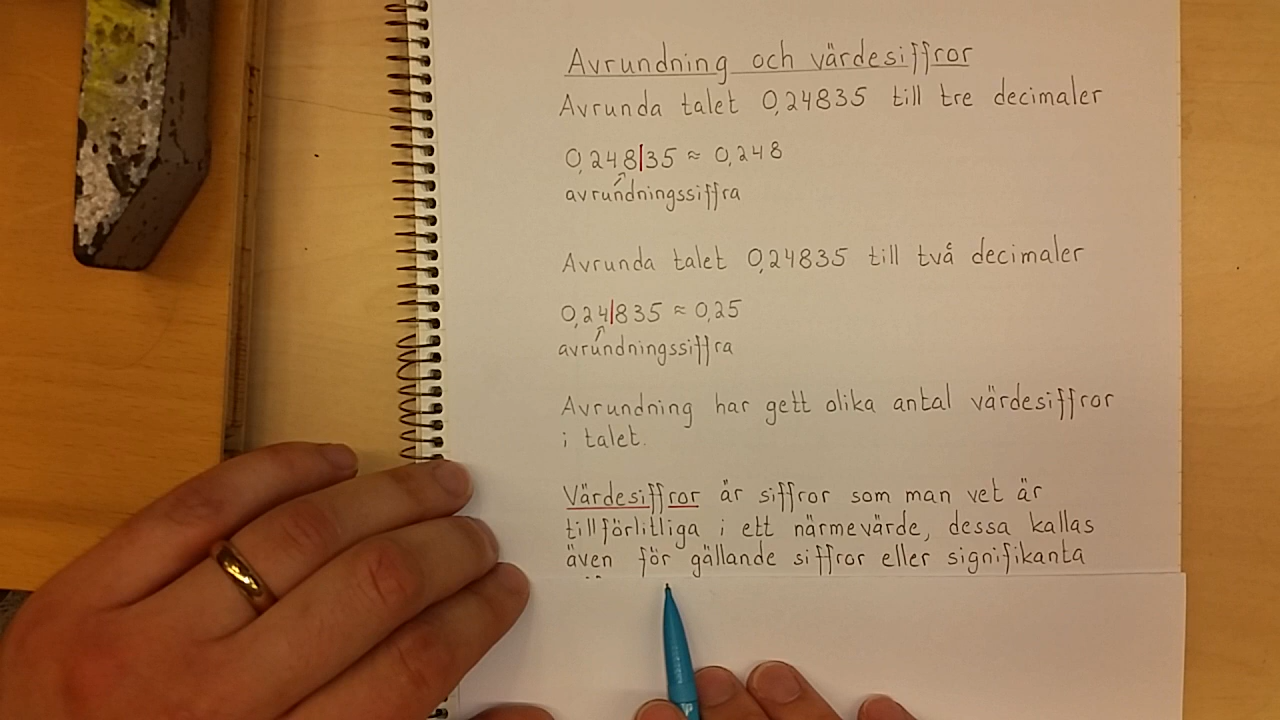 Avrundning och värdesiffror
Avrunda talet 0,24835 till tre decimaler
0,248|35 ≈ 0,248
avrundningssiffra
Avrunda talet 0,24835 till två decimaler
0,24|835 ≈ 0,25
avrundningssiffra
Avrundning har gett olika antal värdesiffror
i talet.
Värdesiffror är siffror som man vet är
tillförlitliga i ett närmevärde, dessa kallas
även för gällande siffror eller signifikanta